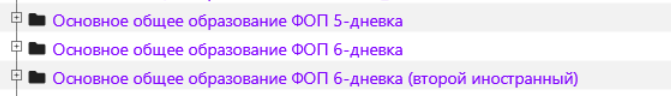 Основное общее образование ФОП 5-дневка
Основное общее образование ФОП 6-дневка
Основное общее образование ФОП 6-дневка (второй иностранный)